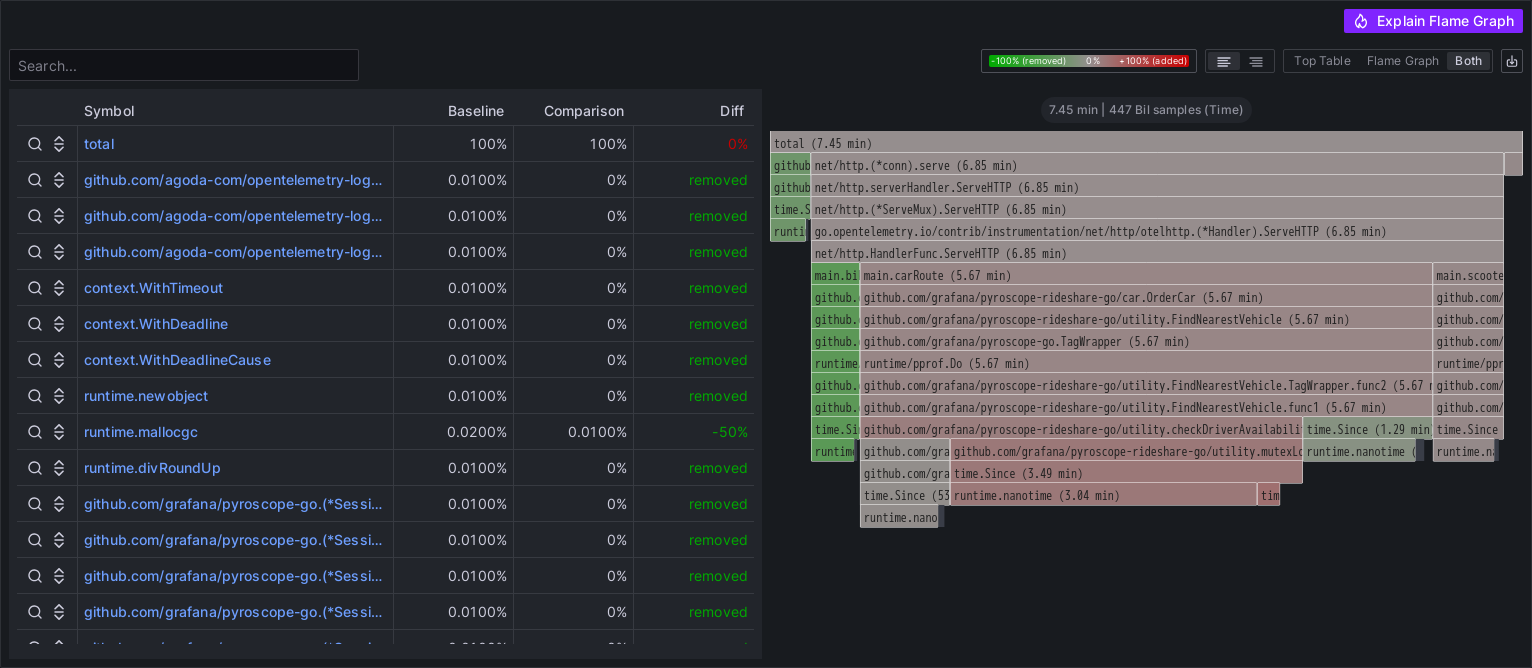 Explain Flame Graph
Search...
-100% (removed) 0% +100% (added)
Top Table Flame Graph Both
Symbol Baseline Comparison Diff
total 100% 100% 0%
github.com/agoda-com/opentelemetry-log... 0.0100% 0% removed
github.com/agoda-com/opentelemetry-log... 0.0100% 0% removed
github.com/agoda-com/opentelemetry-log... 0.0100% 0% removed
context.WithTimeout 0.0100% 0% removed
context.WithDeadline 0.0100% 0% removed
context.WithDeadlineCause 0.0100% 0% removed
runtime.newobject 0.0100% 0% removed
runtime.mallocgc 0.0200% 0.0100% -50%
runtime.divRoundUp 0.0100% 0% removed
github.com/grafana/pyroscope-go.(*Sessi... 0.0100% 0% removed
github.com/grafana/pyroscope-go.(*Sessi... 0.0100% 0% removed
github.com/grafana/pyroscope-go.(*Sessi... 0.0100% 0% removed
github.com/grafana/pyroscope-go.(*Sessi... 0.0100% 0% removed
7.45 min | 447 Bil samples (Time)
total (7.45 min)
github net/http.(*conn).serve (6.85 min)
github net/http.serverHandler.ServeHTTP (6.85 min)
time.S net/http.(*ServeMux).ServeHTTP (6.85 min)
runti go.opentelemetry.io/contrib/instrumentation/net/http/otelhttp.(*Handler).ServeHTTP (6.85 min)
net/http.HandlerFunc.ServeHTTP (6.85 min)
main.bi main.carRoute (5.67 min) main.scoote
github. github.com/grafana/pyroscope-rideshare-go/car.OrderCar (5.67 min) github.com/
github. github.com/grafana/pyroscope-rideshare-go/utility.FindNearestVehicle (5.67 min) github.com/
github. github.com/grafana/pyroscope-go.TagWrapper (5.67 min) github.com/
runtime runtime/pprof.Do (5.67 min) runtime/ppr
github. github.com/grafana/pyroscope-rideshare-go/utility.FindNearestVehicle.TagWrapper.func2 (5.67 m github.com/
github. github.com/grafana/pyroscope-rideshare-go/utility.FindNearestVehicle.func1 (5.67 min) github.com/
time.Si github.com/grafana/pyroscope-rideshare-go/utility.checkDriverAvailabili time.Since (1.29 min) time.Since
runtime github.com/gra github.com/grafana/pyroscope-rideshare-go/utility.mutexLo runtime.nanotime ( runtime.na
github.com/gra time.Since (3.49 min)
time.Since (53 runtime.nanotime (3.04 min) tim
runtime.nano